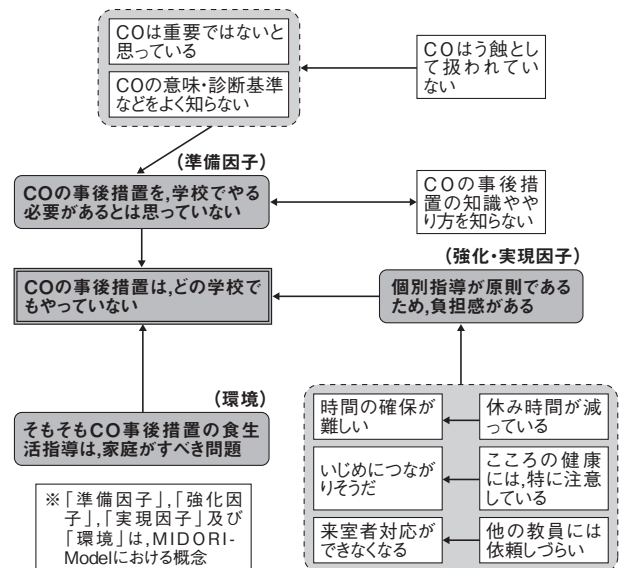 COは重要ではないと
思っている
COの意味・診断基準
などをよく知らない
COはう蝕とし
て扱われてい
ない
(準備因子)
COの事後措置を,学校でやる
必要があるとは思っていない
COの事後措
置の知識やや
り方を知らない
COの事後措置は,どの学校で
もやっていない
(強化・実現因子)
個別指導が原則である
ため,負担感がある
(環境)
そもそもCO事後措置の食生
活指導は,家庭がすべき問題
時間の確保が
難しい
休み時間が減
っている
いじめにつなが
りそうだ
こころの健康
には,特に注意
している
来室者対応が
できなくなる
他の教員には
依頼しづらい
※「準備因子」,「強化因
子」,「実現因子」及び
「環境」は,MIDORI-
Modelにおける概念